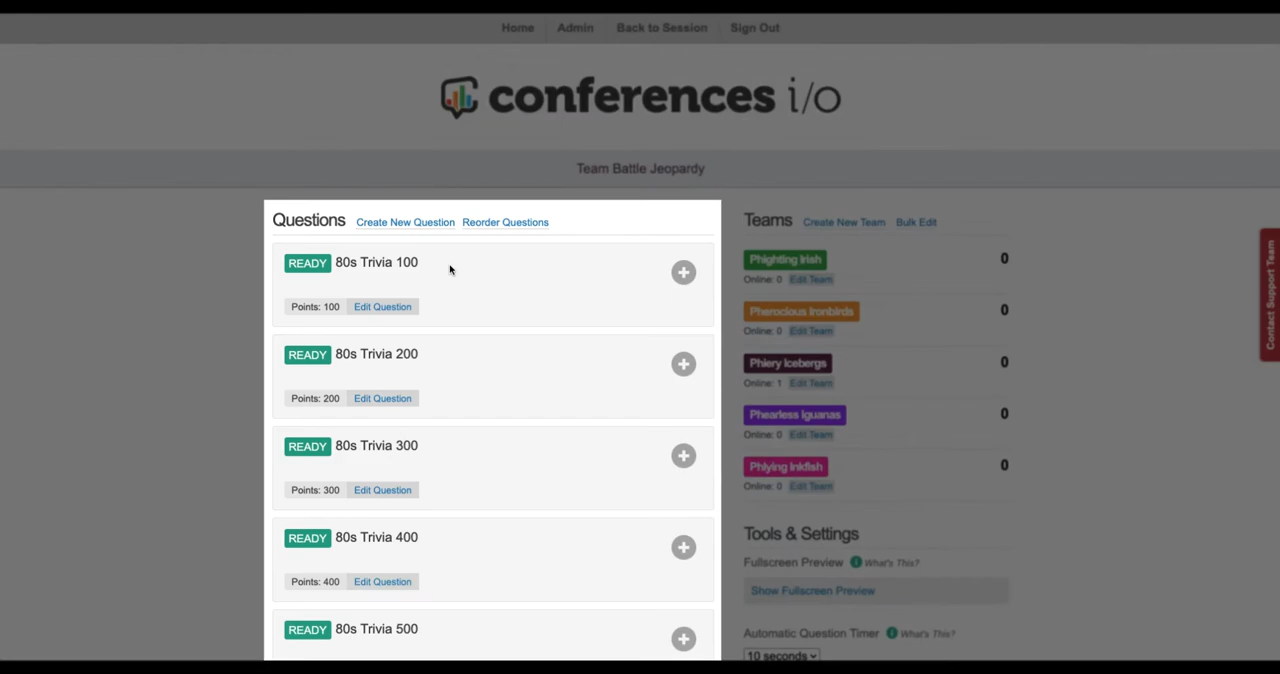 Home Admin Back to Session Sign Out
conferences i/o
Team Battle Jeopardy
Questions Create New Question Reorder Questions
READY 80s Trivia 100
Points: 100 Edit Question
READY 80s Trivia 200
Points: 200 Edit Question
READY 80s Trivia 300
Points: 300 Edit Question
READY 80s Trivia 400
Points: 400 Edit Question
READY 80s Trivia 500
Teams Create New Team Bulk Edit
Phighting Irish 0
Online: 0 Edit Team
Pherocious Ironbirds 0
Online: 0 Edit Team
Phiery Icebergs 0
Online: 1 Edit Team
Phearless Iguanas 0
Online: 0 Edit Team
Phlying Inkfish 0
Online: 0 Edit Team
Tools & Settings
Fullscreen Preview i What's This?
Show Fullscreen Preview
Automatic Question Timer i What's This?
10 seconds
Contact Support Team